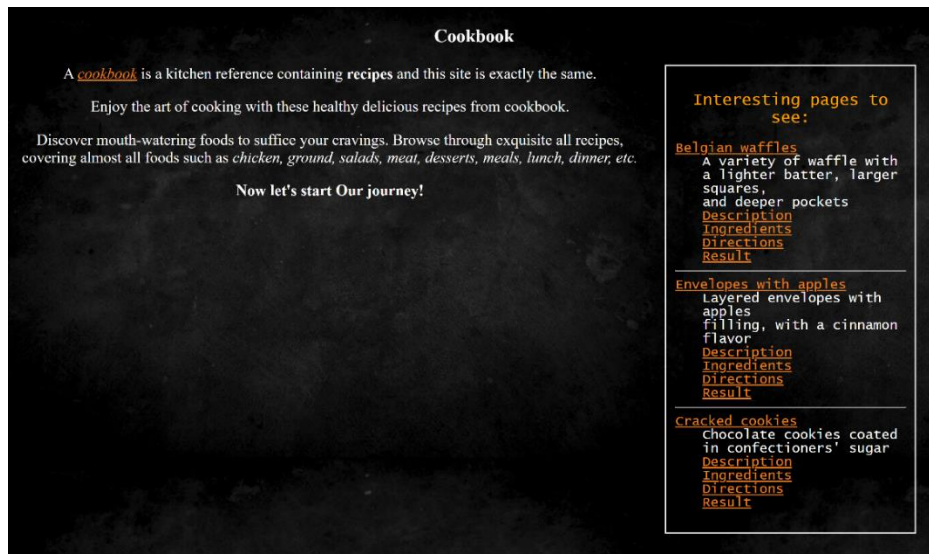 Cookbook
A cookbook is a kitchen reference containing recipes and this site is exactly the same.
Enjoy the art of cooking with these healthy delicious recipes from cookbook.
Discover mouth-watering foods to suffice your cravings. Browse through exquisite all recipes,
covering almost all foods such as chicken, ground, salads, meat, desserts, meals, lunch, dinner, etc.
Now let's start Our journey!
Interesting pages to
see:
Belgian waffles
A variety of waffle with
a lighter batter, larger
squares,
and deeper pockets
Description
Ingredients
Directions
Result
Envelopes with apples
Layered envelopes with
apples
filling, with a cinnamon
flavor
Description
Ingredients
Directions
Result
Cracked cookies
Chocolate cookies coated
in confectioners' sugar
Description
Ingredients
Directions
Result